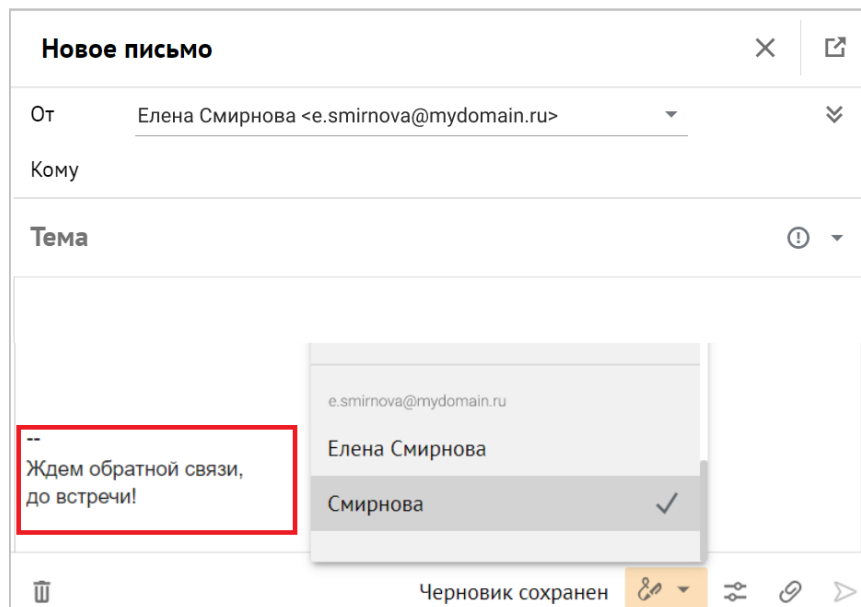 Новое письмо
От Елена Смирнова <e.smirnova@mydomain.ru>
Кому
Тема
e.smirnova@mydomain.ru
Елена Смирнова
Смирнова
--
Ждем обратной связи,
до встречи!
Черновик сохранен